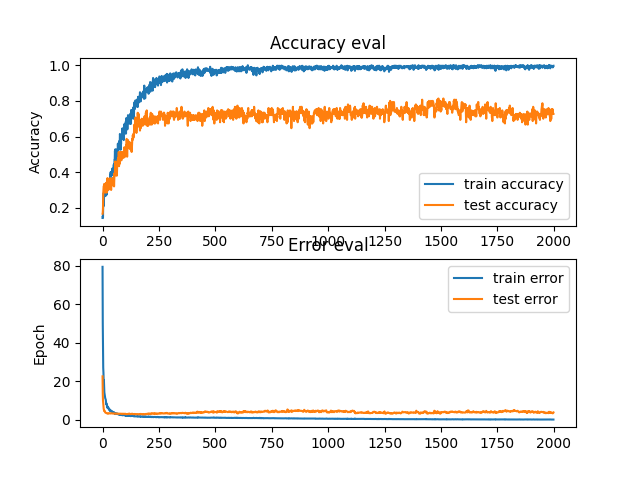 Accuracy eval
1.0
0.8
0.6
0.4
0.2
Accuracy
train accuracy
test accuracy
0 250 500 750 1000 1250 1500 1750 2000
Error eval
80
60
40
20
0
Epoch
train error
test error
0 250 500 750 1000 1250 1500 1750 2000